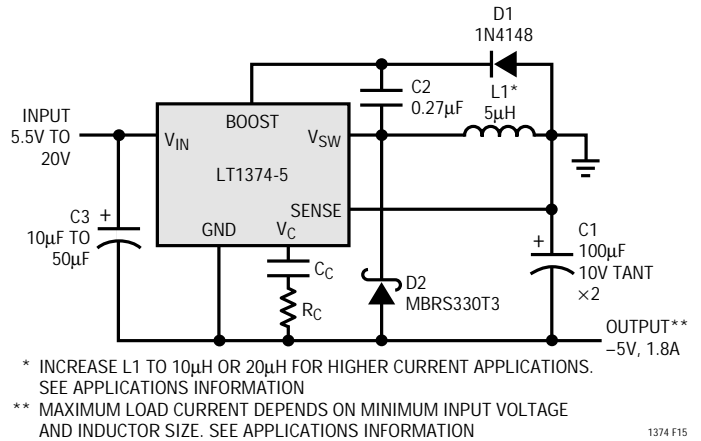 D1
1N4148
C2
0.27µF
L1*
5µH
INPUT
5.5V TO
20V
BOOST
VIN
VSW
LT1374-5
SENSE
GND
VC
C3
10µF TO
50µF
+
CC
RC
D2
MBRS330T3
+
C1
100µF
10V TANT
×2
OUTPUT**
–5V, 1.8A
* INCREASE L1 TO 10µH OR 20µH FOR HIGHER CURRENT APPLICATIONS.
SEE APPLICATIONS INFORMATION
** MAXIMUM LOAD CURRENT DEPENDS ON MINIMUM INPUT VOLTAGE
AND INDUCTOR SIZE. SEE APPLICATIONS INFORMATION
1374 F15